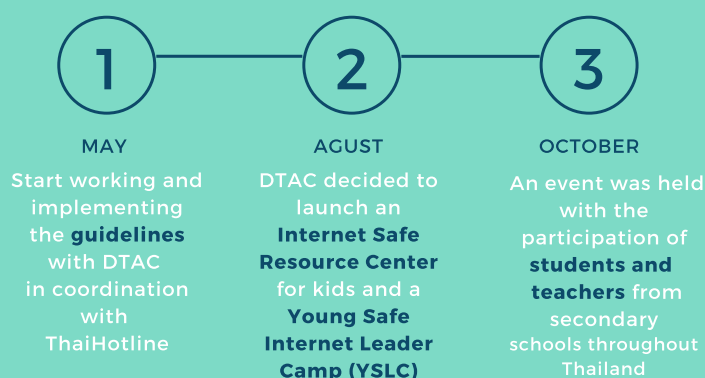 1
MAY
Start working and
implementing
the guidelines
with DTAC
in coordination
with
ThaiHotline
2
AGUST
DTAC decided to
launch an
Internet Safe
Resource Center
for kids and a
Young Safe
Internet Leader
Camp (YSLC)
3
OCTOBER
An event was held
with the
participation of
students and
teachers from
secondary
schools throughout
Thailand